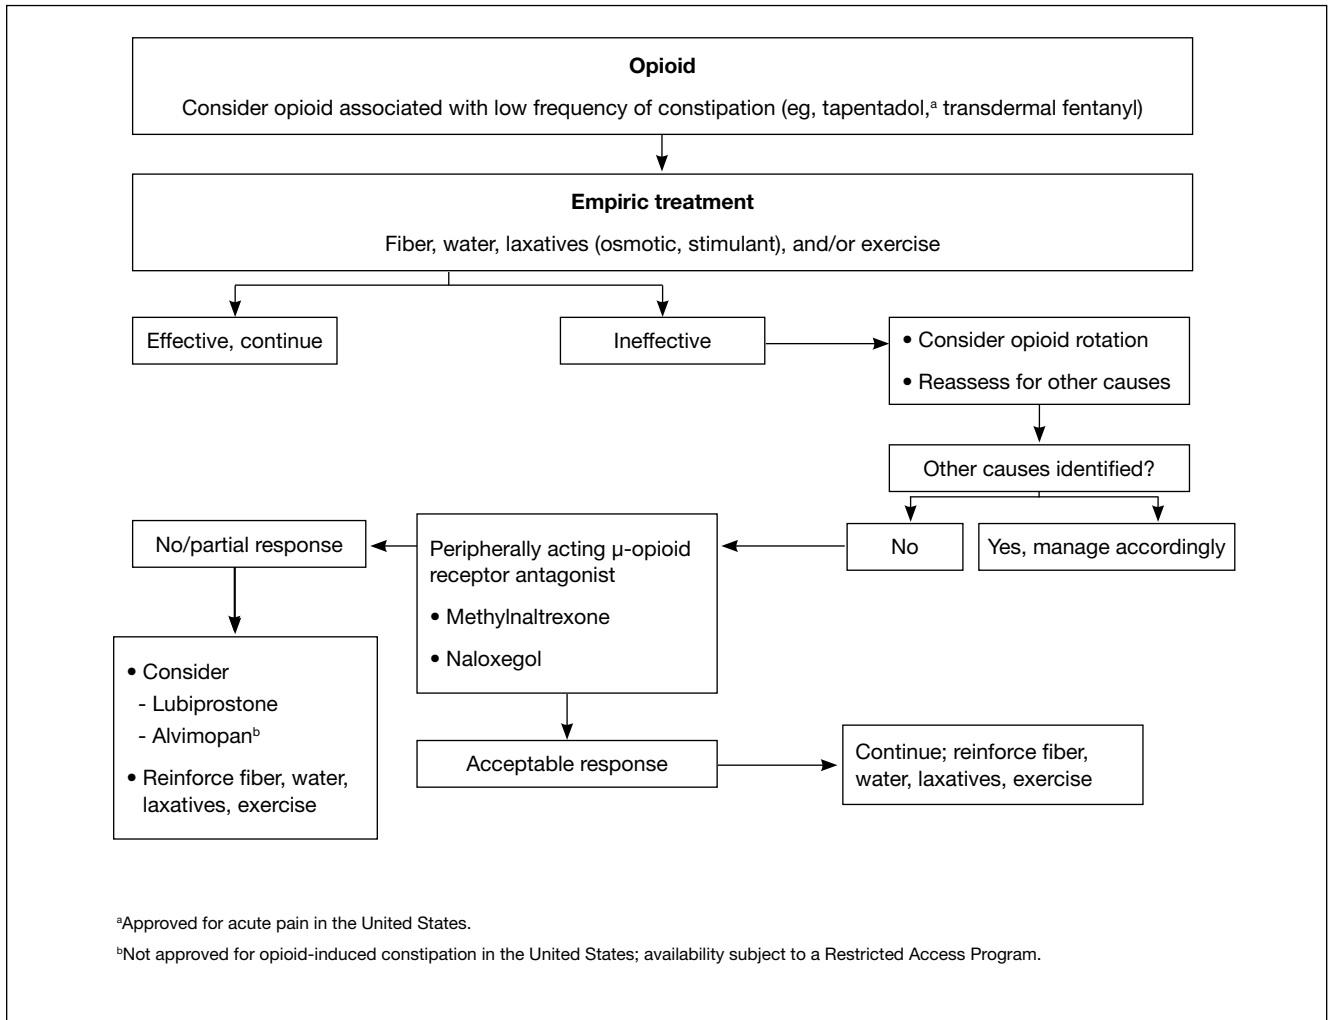 Opioid
Consider opioid associated with low frequency of constipation (eg, tapentadol,ᵃ transdermal fentanyl)
Empiric treatment
Fiber, water, laxatives (osmotic, stimulant), and/or exercise
Effective, continue
Ineffective
• Consider opioid rotation
• Reassess for other causes
Other causes identified?
No
Yes, manage accordingly
Peripherally acting μ-opioid
receptor antagonist
• Methylnaltrexone
• Naloxegol
No/partial response
• Consider
- Lubiprostone
- Alvimopanᵇ
• Reinforce fiber, water,
laxatives, exercise
Acceptable response
Continue; reinforce fiber,
water, laxatives, exercise
ᵃApproved for acute pain in the United States.
ᵇNot approved for opioid-induced constipation in the United States; availability subject to a Restricted Access Program.